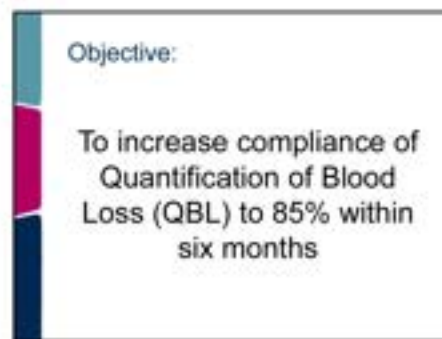 Objective:
To increase compliance of
Quantification of Blood
Loss (QBL) to 85% within
six months